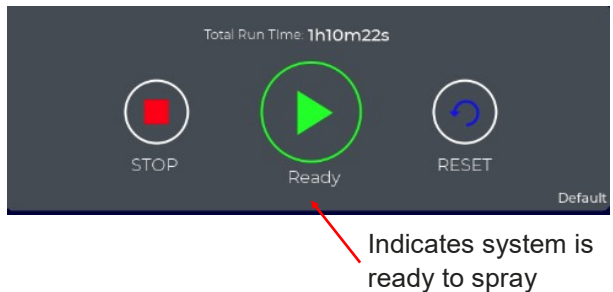 Total Run TIme: 1h10m22s
STOP
Ready
RESET
Default
Indicates system is
ready to spray